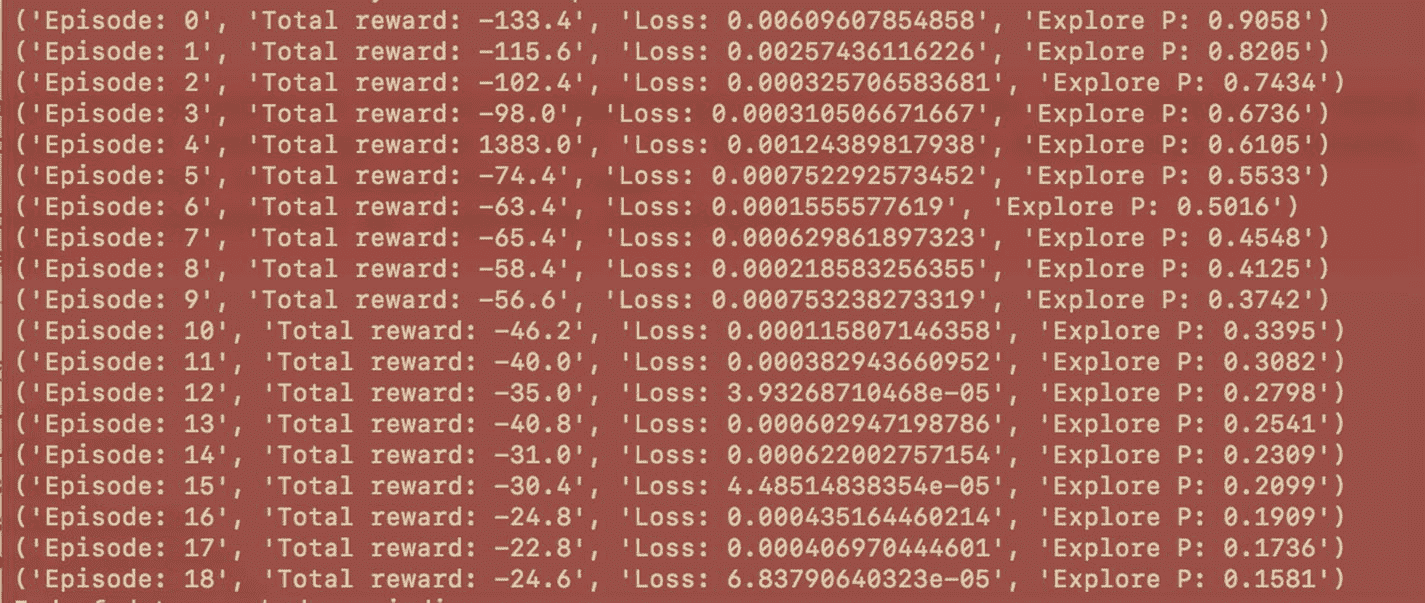 ('Episode: 0', 'Total reward: -133.4', 'Loss: 0.00609607854858', 'Explore P: 0.9058')
('Episode: 1', 'Total reward: -115.6', 'Loss: 0.00257436116226', 'Explore P: 0.8205')
('Episode: 2', 'Total reward: -102.4', 'Loss: 0.000325706583681', 'Explore P: 0.7434')
('Episode: 3', 'Total reward: -98.0', 'Loss: 0.000310506671667', 'Explore P: 0.6736')
('Episode: 4', 'Total reward: 1383.0', 'Loss: 0.00124389817938', 'Explore P: 0.6105')
('Episode: 5', 'Total reward: -74.4', 'Loss: 0.000752292573452', 'Explore P: 0.5533')
('Episode: 6', 'Total reward: -63.4', 'Loss: 0.0001555577619', 'Explore P: 0.5016')
('Episode: 7', 'Total reward: -65.4', 'Loss: 0.000629861897323', 'Explore P: 0.4548')
('Episode: 8', 'Total reward: -58.4', 'Loss: 0.000218583256355', 'Explore P: 0.4125')
('Episode: 9', 'Total reward: -56.6', 'Loss: 0.000753238273319', 'Explore P: 0.3742')
('Episode: 10', 'Total reward: -46.2', 'Loss: 0.000115807146358', 'Explore P: 0.3395')
('Episode: 11', 'Total reward: -40.0', 'Loss: 0.000382943660952', 'Explore P: 0.3082')
('Episode: 12', 'Total reward: -35.0', 'Loss: 3.93268710468e-05', 'Explore P: 0.2798')
('Episode: 13', 'Total reward: -40.8', 'Loss: 0.000602947198786', 'Explore P: 0.2541')
('Episode: 14', 'Total reward: -31.0', 'Loss: 0.000622002757154', 'Explore P: 0.2309')
('Episode: 15', 'Total reward: -30.4', 'Loss: 4.48514838354e-05', 'Explore P: 0.2099')
('Episode: 16', 'Total reward: -24.8', 'Loss: 0.000435164460214', 'Explore P: 0.1909')
('Episode: 17', 'Total reward: -22.8', 'Loss: 0.000406970444601', 'Explore P: 0.1736')
('Episode: 18', 'Total reward: -24.6', 'Loss: 6.83790640323e-05', 'Explore P: 0.1581')